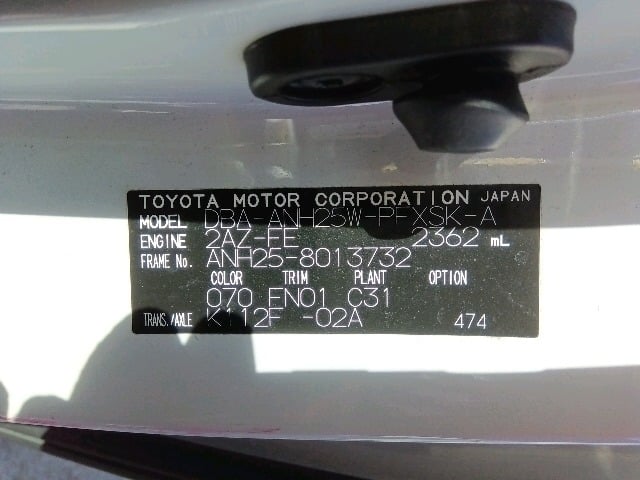 TOYOTA MOTOR CORPORATION JAPAN
MODEL DBA-ANH25W-PFXSK-A
ENGINE 2AZ-FE 2362 mL
FRAME No. ANH25-8013732
COLOR TRIM PLANT OPTION
070 FN01 C31
TRANS./AXLE K112F -02A 474